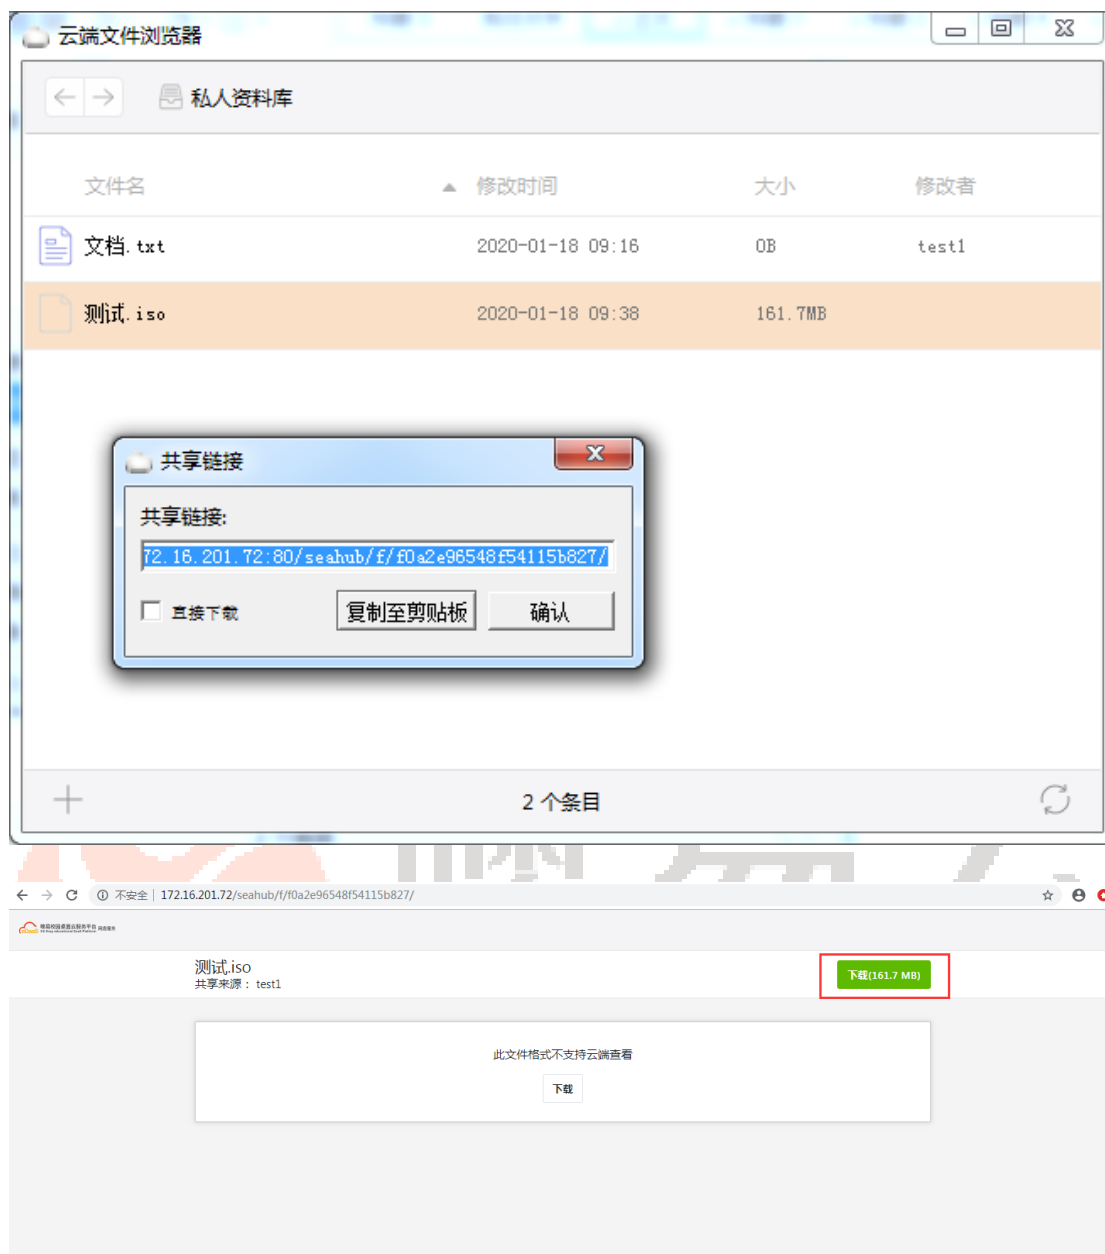 云端文件浏览器
私人资料库
文件名 修改时间 大小 修改者
文档.txt 2020-01-18 09:16 0B test1
测试.iso 2020-01-18 09:38 161.7MB
共享链接
共享链接:
72.16.201.72:80/seahub/f/f0a2e96548f54115b827/
直接下载 复制至剪贴板 确认
2 个条目
不安全 | 172.16.201.72/seahub/f/f0a2e96548f54115b827/
测试.iso
共享来源： test1
下载(161.7 MB)
此文件格式不支持云端查看
下载